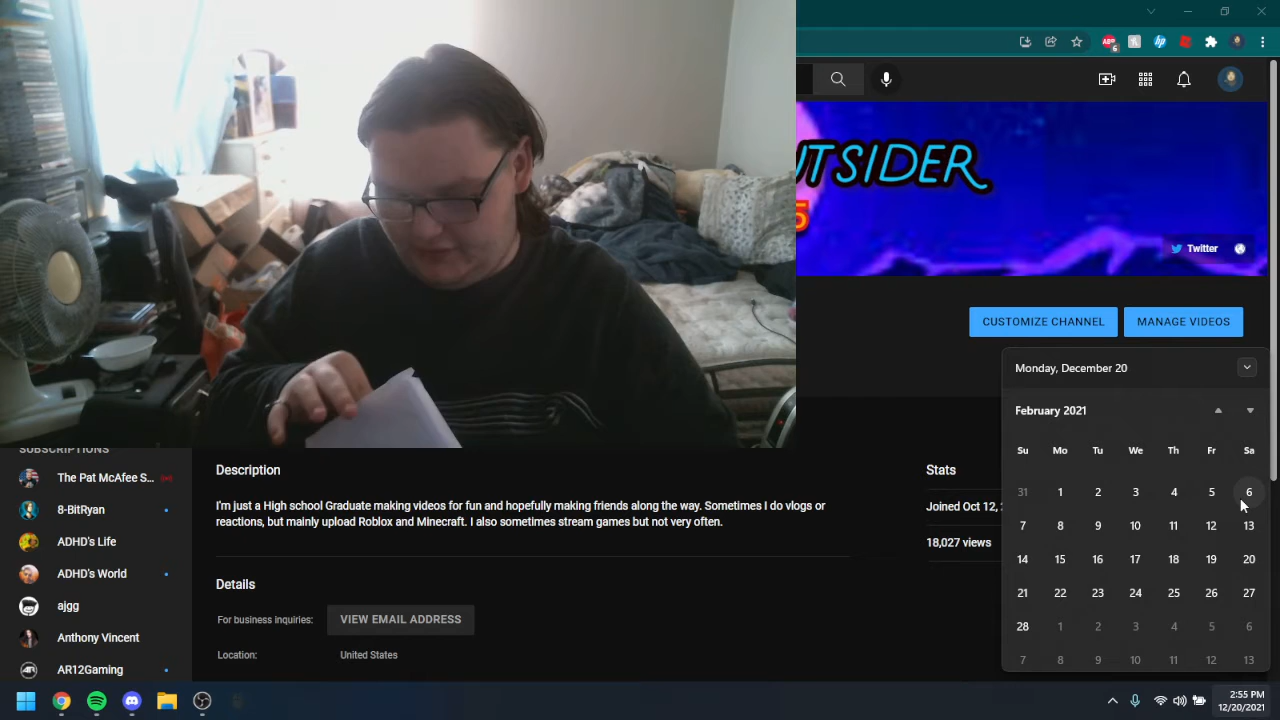 UTSIDER
5
Twitter
CUSTOMIZE CHANNEL
MANAGE VIDEOS
Monday, December 20
February 2021
Su Mo Tu We Th Fr Sa
31 1 2 3 4 5 6
7 8 9 10 11 12 13
14 15 16 17 18 19 20
21 22 23 24 25 26 27
28 1 2 3 4 5 6
7 8 9 10 11 12 13
SUBSCRIPTIONS
The Pat McAfee S...
8-BitRyan
ADHD's Life
ADHD's World
ajgg
Anthony Vincent
AR12Gaming
Description
I'm just a High school Graduate making videos for fun and hopefully making friends along the way. Sometimes I do vlogs or
reactions, but mainly upload Roblox and Minecraft. I also sometimes stream games but not very often.
Details
For business inquiries:
VIEW EMAIL ADDRESS
Location:
United States
Stats
Joined Oct 12,
18,027 views
2:55 PM
12/20/2021